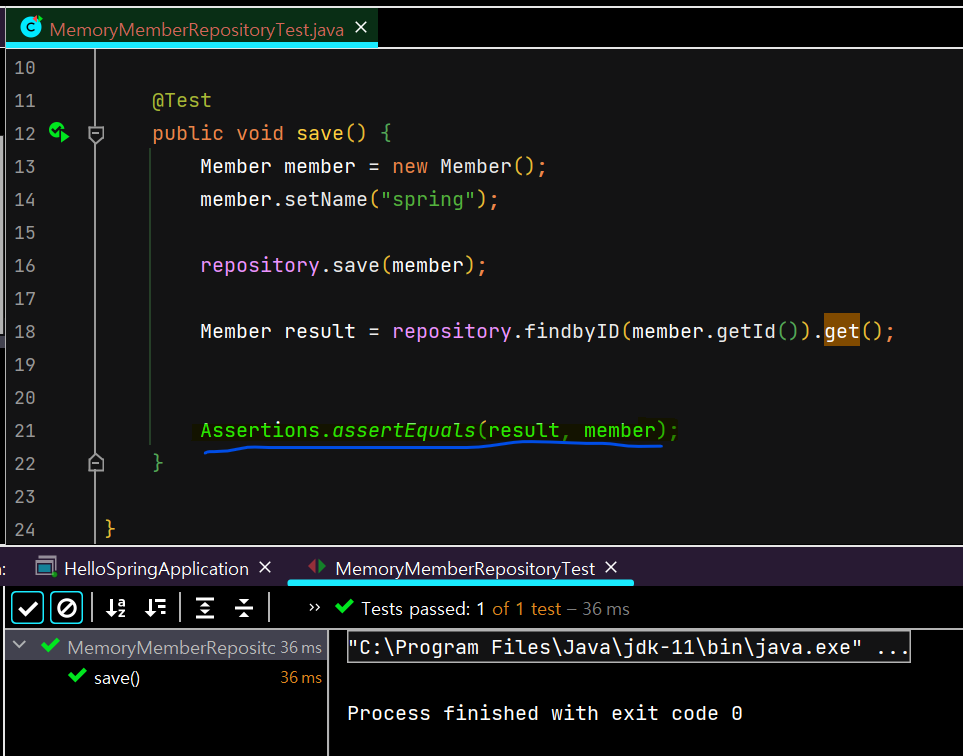 MemoryMemberRepositoryTest.java
10
11 @Test
12 public void save() {
13 Member member = new Member();
14 member.setName("spring");
15
16 repository.save(member);
17
18 Member result = repository.findbyID(member.getId()).get();
19
20
21 Assertions.assertEquals(result, member);
22 }
23
24 }
: HelloSpringApplication MemoryMemberRepositoryTest
» Tests passed: 1 of 1 test – 36 ms
MemoryMemberRepositc 36 ms "C:\Program Files\Java\jdk-11\bin\java.exe" ...
save() 36 ms
Process finished with exit code 0